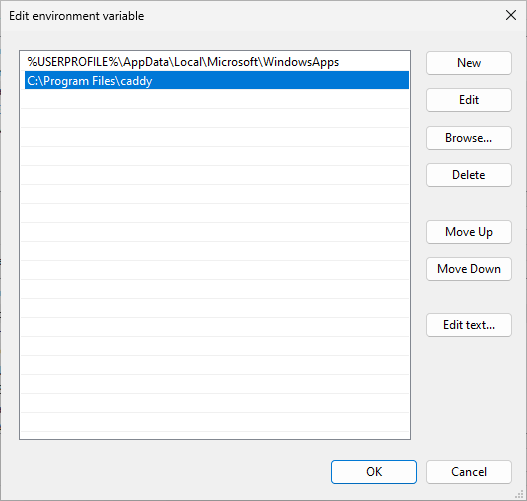 Edit environment variable
%USERPROFILE%\AppData\Local\Microsoft\WindowsApps
C:\Program Files\caddy
New
Edit
Browse...
Delete
Move Up
Move Down
Edit text...
OK
Cancel